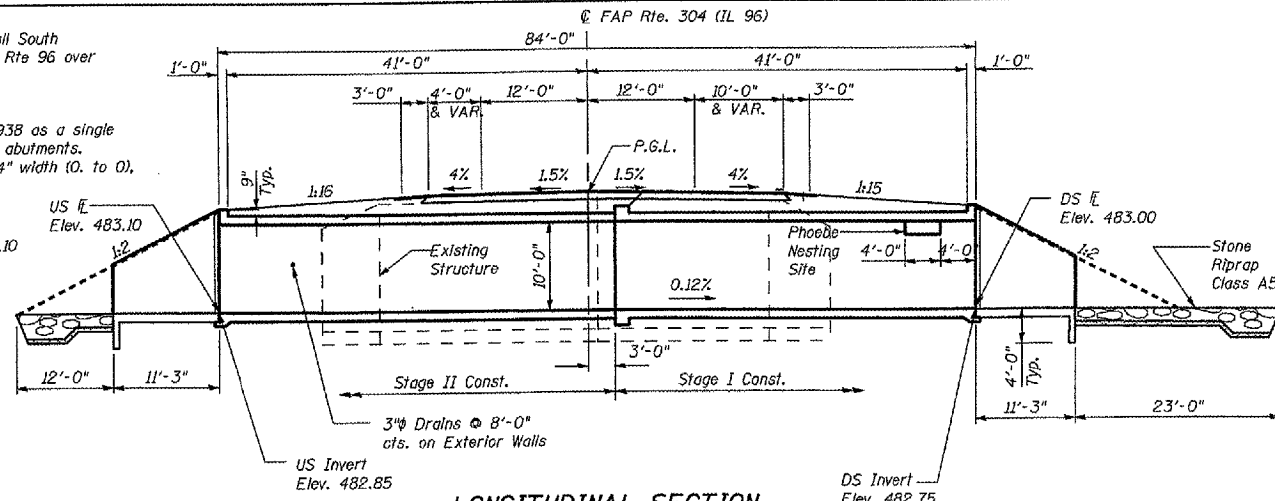 ℄ FAP Rte. 304 (IL 96)
all South
Rte 96 over
84'-0"
1'-0"
41'-0"
41'-0"
1'-0"
3'-0"
4'-0"
& VAR.
12'-0"
12'-0"
10'-0"
& VAR.
3'-0"
938 as a single
abutments.
4" width (O. to O),
P.G.L.
9"
Typ.
1:16
4%
1.5%
1.5%
4%
1:15
US ℄
Elev. 483.10
DS ℄
Elev. 483.00
.10
1:2
Existing
Structure
10'-0"
Phoebe
Nesting
Site
4'-0"
4'-0"
1:2
Stone
Riprap
Class A5
0.12%
12'-0"
11'-3"
3'-0"
Stage II Const.
Stage I Const.
4'-0"
Typ.
11'-3"
23'-0"
3"ϕ Drains @ 8'-0"
cts. on Exterior Walls
US Invert
Elev. 482.85
DS Invert
Elev. 482.75
LONGITUDINAL SECTION